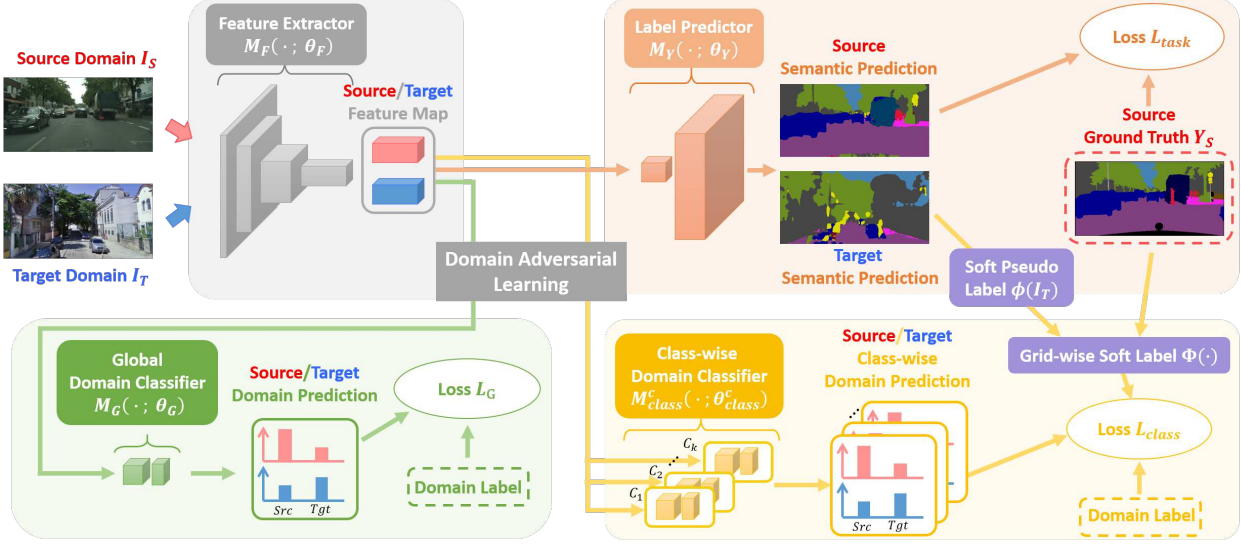 Source Domain I_S
Target Domain I_T
Feature Extractor
M_F( · ; θ_F)
Source/Target
Feature Map
Domain Adversarial
Learning
Label Predictor
M_Y( · ; θ_Y)
Source
Semantic Prediction
Target
Semantic Prediction
Loss L_task
Source
Ground Truth Y_S
Soft Pseudo
Label ϕ(I_T)
Grid-wise Soft Label Φ(·)
Global
Domain Classifier
M_G( · ; θ_G)
Source/Target
Domain Prediction
Src Tgt
Loss L_G
Domain Label
Class-wise
Domain Classifier
M^c_class( · ; θ^c_class)
C_k
⋯
C_2
C_1
Source/Target
Class-wise
Domain Prediction
⋯
Src Tgt
Loss L_class
Domain Label